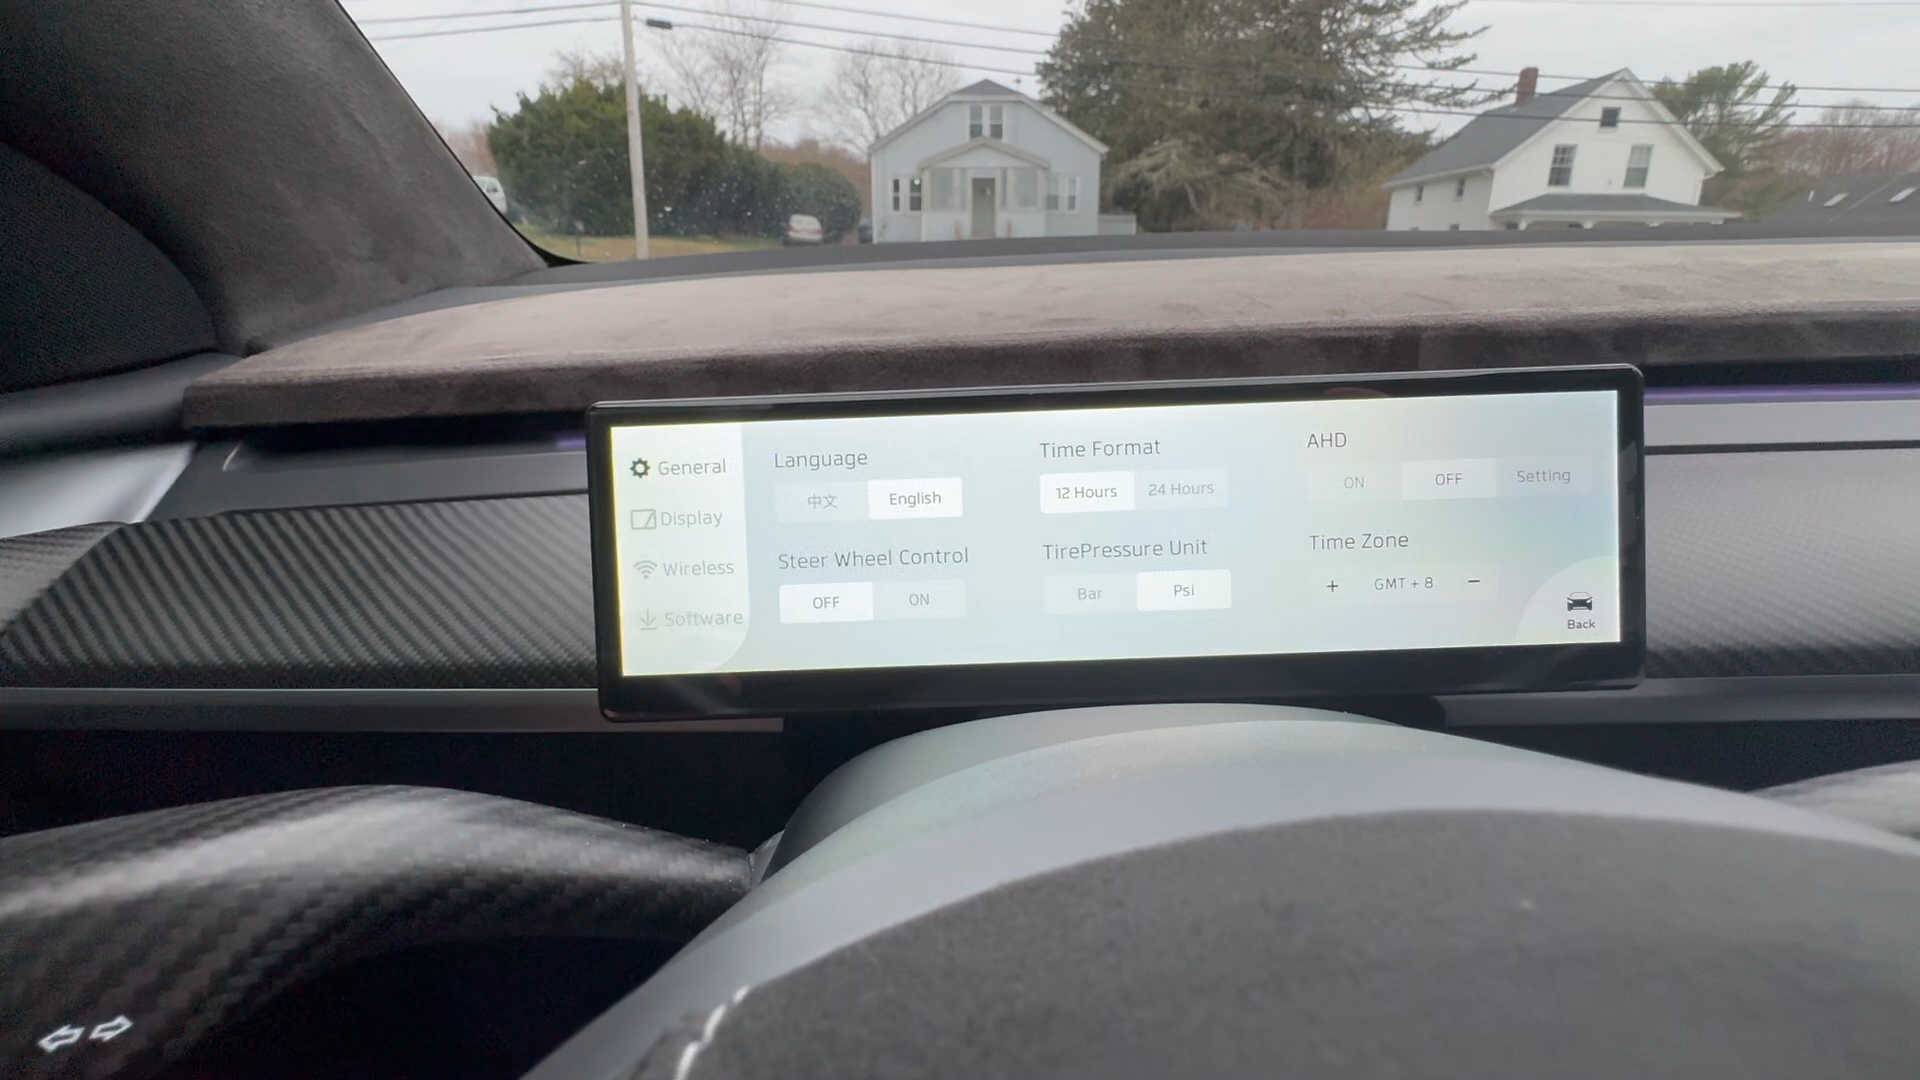 General
Display
Wireless
Software
Language
中文 English
Steer Wheel Control
OFF ON
Time Format
12 Hours 24 Hours
TirePressure Unit
Bar Psi
AHD
ON OFF Setting
Time Zone
+ GMT + 8 −
Back